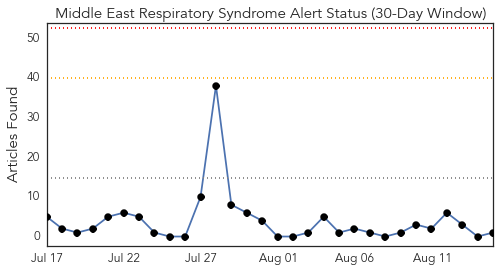 Middle East Respiratory Syndrome Alert Status (30-Day Window)
Articles Found
50
40
30
20
10
0
Jul 17 Jul 22 Jul 27 Aug 01 Aug 06 Aug 11